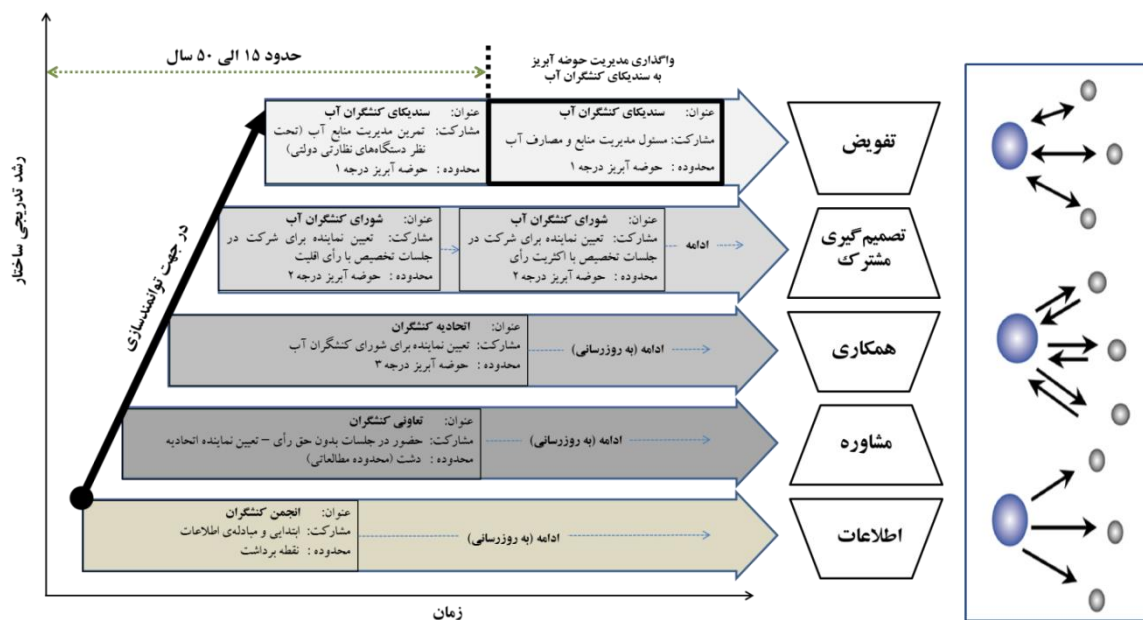 حدود ۱۵ الی ۵۰ سال
واگذاری مدیریت حوضه آبریز
به سندیکای کنشگران آب
رشد تدریجی ساختار
در جهت توانمندسازی
عنوان: سندیکای کنشگران آب
مشارکت: مسئول مدیریت منابع و مصارف آب
محدوده : حوضه آبریز درجه ۱
عنوان: سندیکای کنشگران آب
مشارکت: تمرین مدیریت منابع آب (تحت
نظر دستگاه‌های نظارتی دولتی)
محدوده : حوضه آبریز درجه ۱
تفویض
عنوان: شورای کنشگران آب
مشارکت: تعیین نماینده برای شرکت در
جلسات تخصیص با رأی اقلیت
محدوده : حوضه آبریز درجه ۲
عنوان: شورای کنشگران آب
مشارکت: تعیین نماینده برای شرکت در
جلسات تخصیص با اکثریت رأی
محدوده : حوضه آبریز درجه ۲
ادامه
تصمیم‌گیری
مشترک
عنوان: اتحادیه کنشگران
مشارکت: تعیین نماینده برای شورای کنشگران آب
محدوده : حوضه آبریز درجه ۳
ادامه (به روزرسانی)
همکاری
عنوان: تعاونی کنشگران
مشارکت: حضور در جلسات بدون حق رأی – تعیین نماینده اتحادیه
محدوده : دشت (محدوده مطالعاتی)
ادامه (به روزرسانی)
مشاوره
عنوان: انجمن کنشگران
مشارکت: ابتدایی و مبادله‌ی اطلاعات
محدوده : نقطه برداشت
ادامه (به روزرسانی)
اطلاعات
زمان